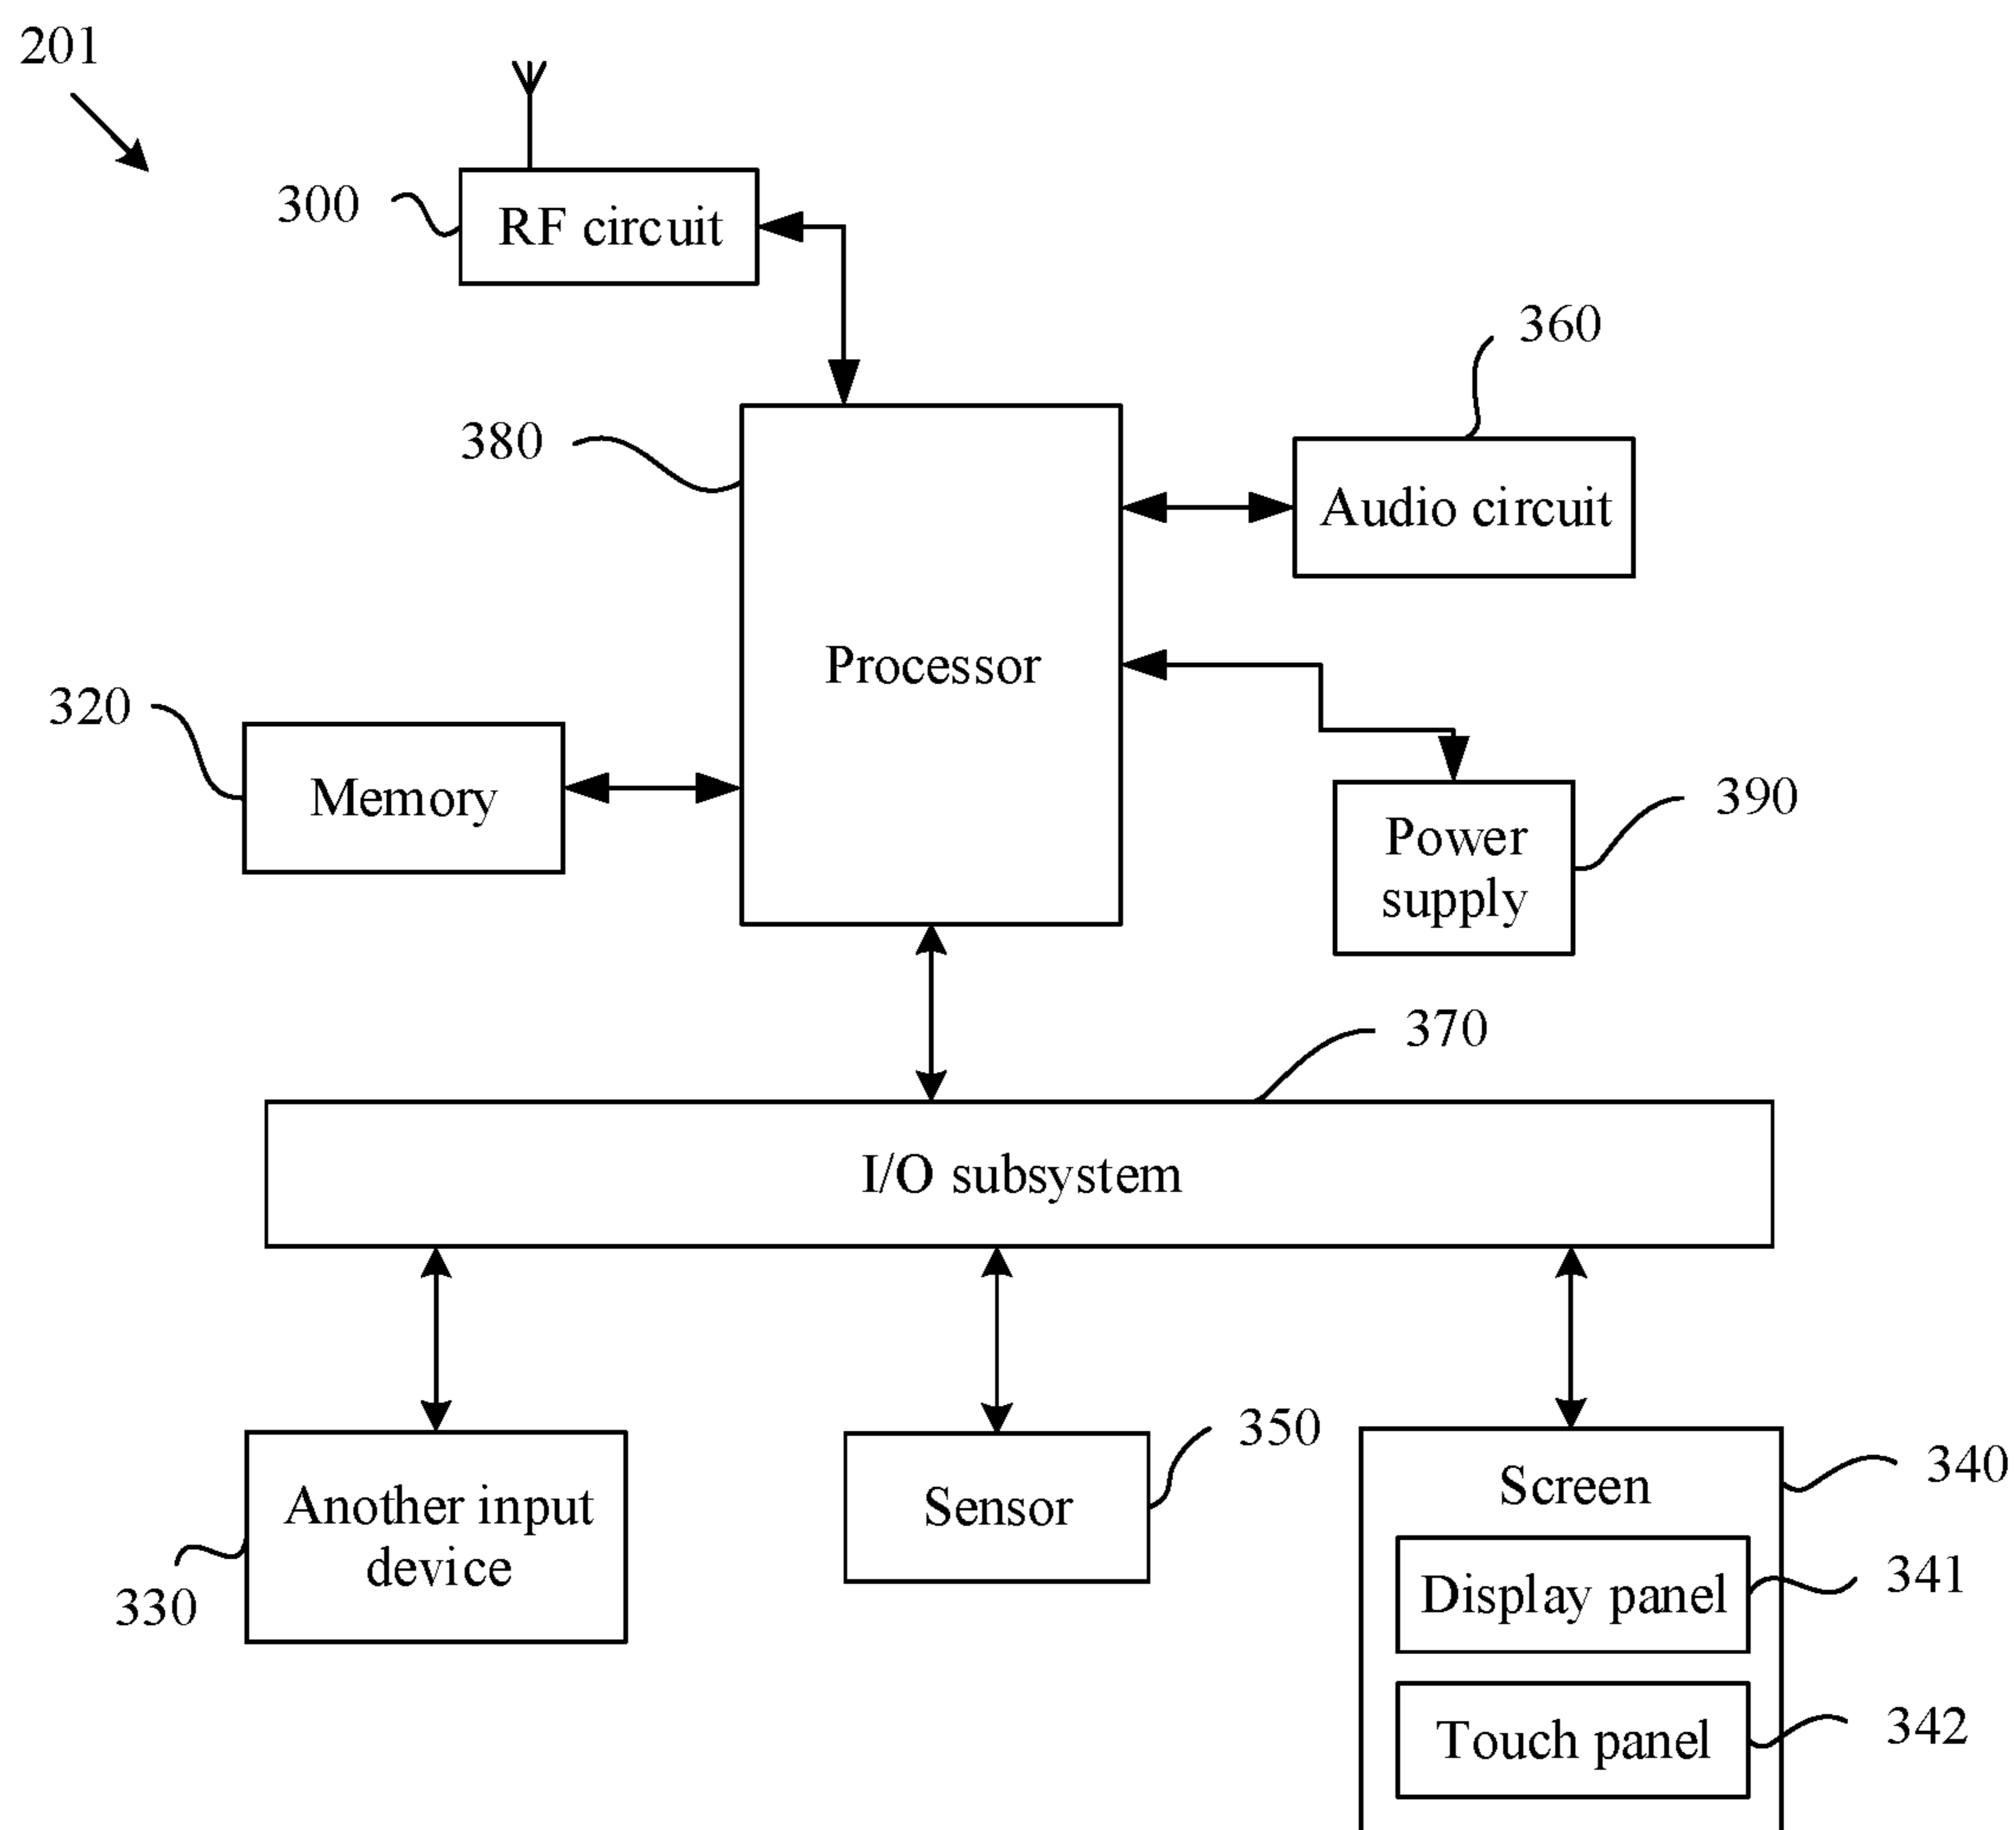 201
300
RF circuit
360
380
Audio circuit
Processor
320
Memory
390
Power
supply
370
I/O subsystem
350
340
Screen
Another input
device
Sensor
330
341
Display panel
342
Touch panel